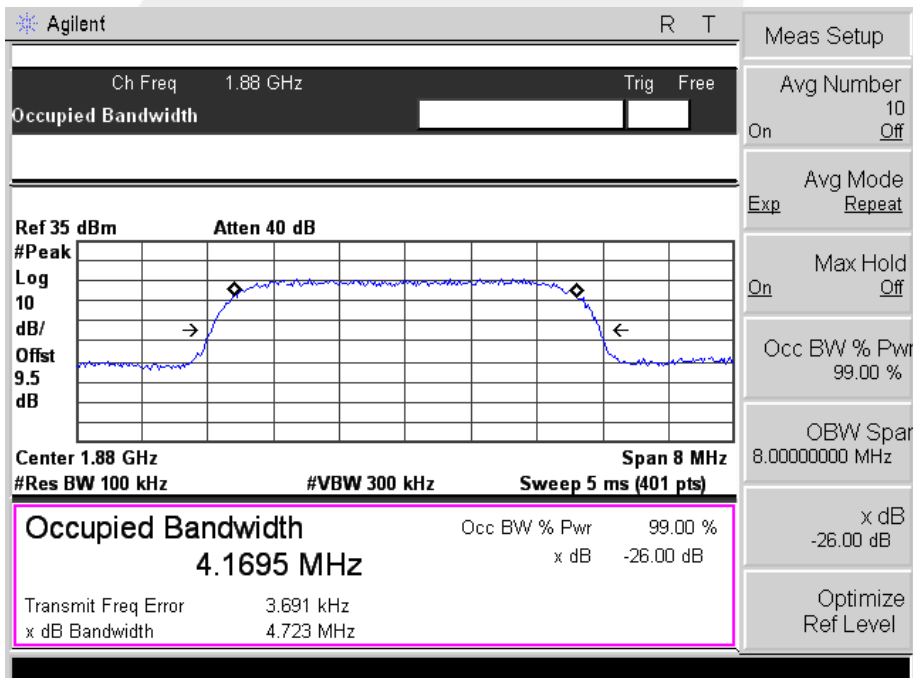 Agilent R T
Ch Freq 1.88 GHz Trig Free
Occupied Bandwidth
Ref 35 dBm Atten 40 dB
#Peak
Log
10
dB/
Offst
9.5
dB
Center 1.88 GHz Span 8 MHz
#Res BW 100 kHz #VBW 300 kHz Sweep 5 ms (401 pts)
Occupied Bandwidth Occ BW % Pwr 99.00 %
4.1695 MHz x dB -26.00 dB
Transmit Freq Error 3.691 kHz
x dB Bandwidth 4.723 MHz
Meas Setup
Avg Number
10
On Off
Avg Mode
Exp Repeat
Max Hold
On Off
Occ BW % Pwr
99.00 %
OBW Span
8.00000000 MHz
x dB
-26.00 dB
Optimize
Ref Level